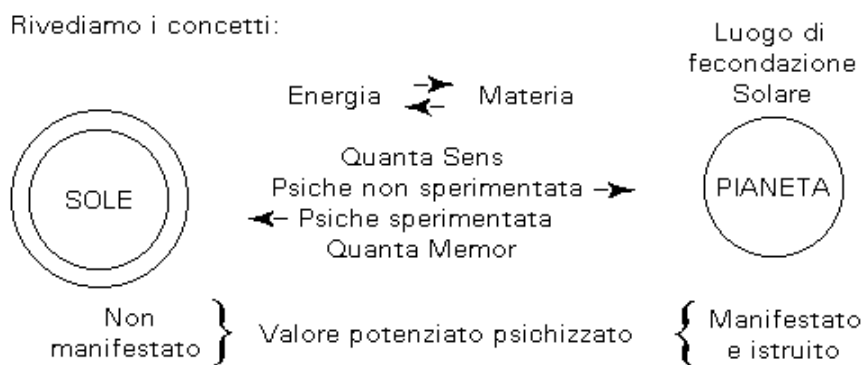 Rivediamo i concetti:
Luogo di
fecondazione
Solare
Energia Materia
Quanta Sens
Psiche non sperimentata
SOLE
PIANETA
Psiche sperimentata
Quanta Memor
Non
manifestato
Valore potenziato psichizzato
Manifestato
e istruito